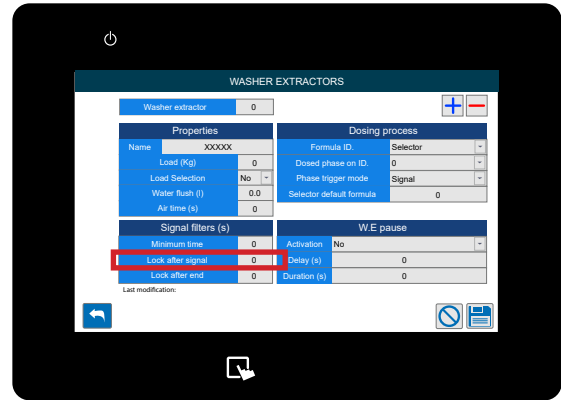 WASHER EXTRACTORS
Washer extractor 0
Properties
Name XXXXX
Load (Kg) 0
Load Selection No
Water flush (l) 0.0
Air time (s) 0
Dosing process
Formula ID. Selector
Dosed phase on ID. 0
Phase trigger mode Signal
Selector default formula 0
Signal filters (s)
Minimum time 0
Lock after signal 0
Lock after end 0
W.E pause
Activation No
Delay (s) 0
Duration (s) 0
Last modification: